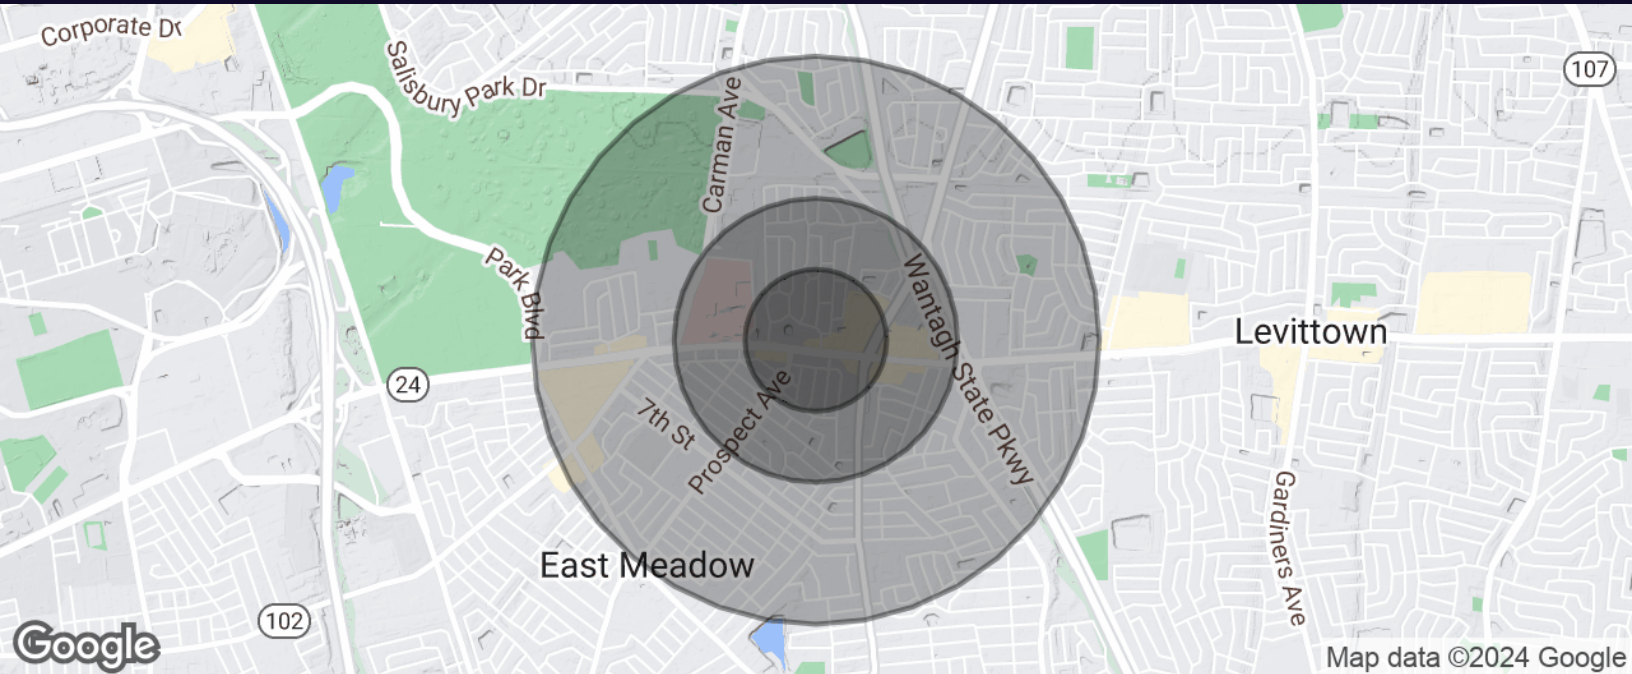 Corporate Dr
Salisbury Park Dr
Carman Ave
107
Park Blvd
Wantagh State Pkwy
Levittown
24
7th St
Prospect Ave
Gardiners Ave
East Meadow
102
Google
Map data ©2024 Google